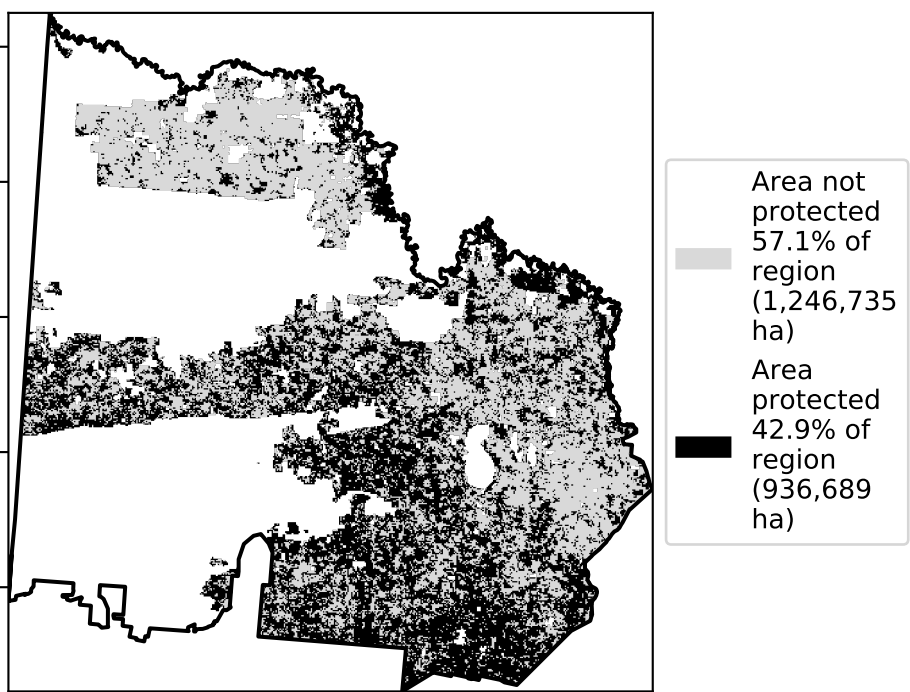 Area not
protected
57.1% of
region
(1,246,735
ha)
Area
protected
42.9% of
region
(936,689
ha)